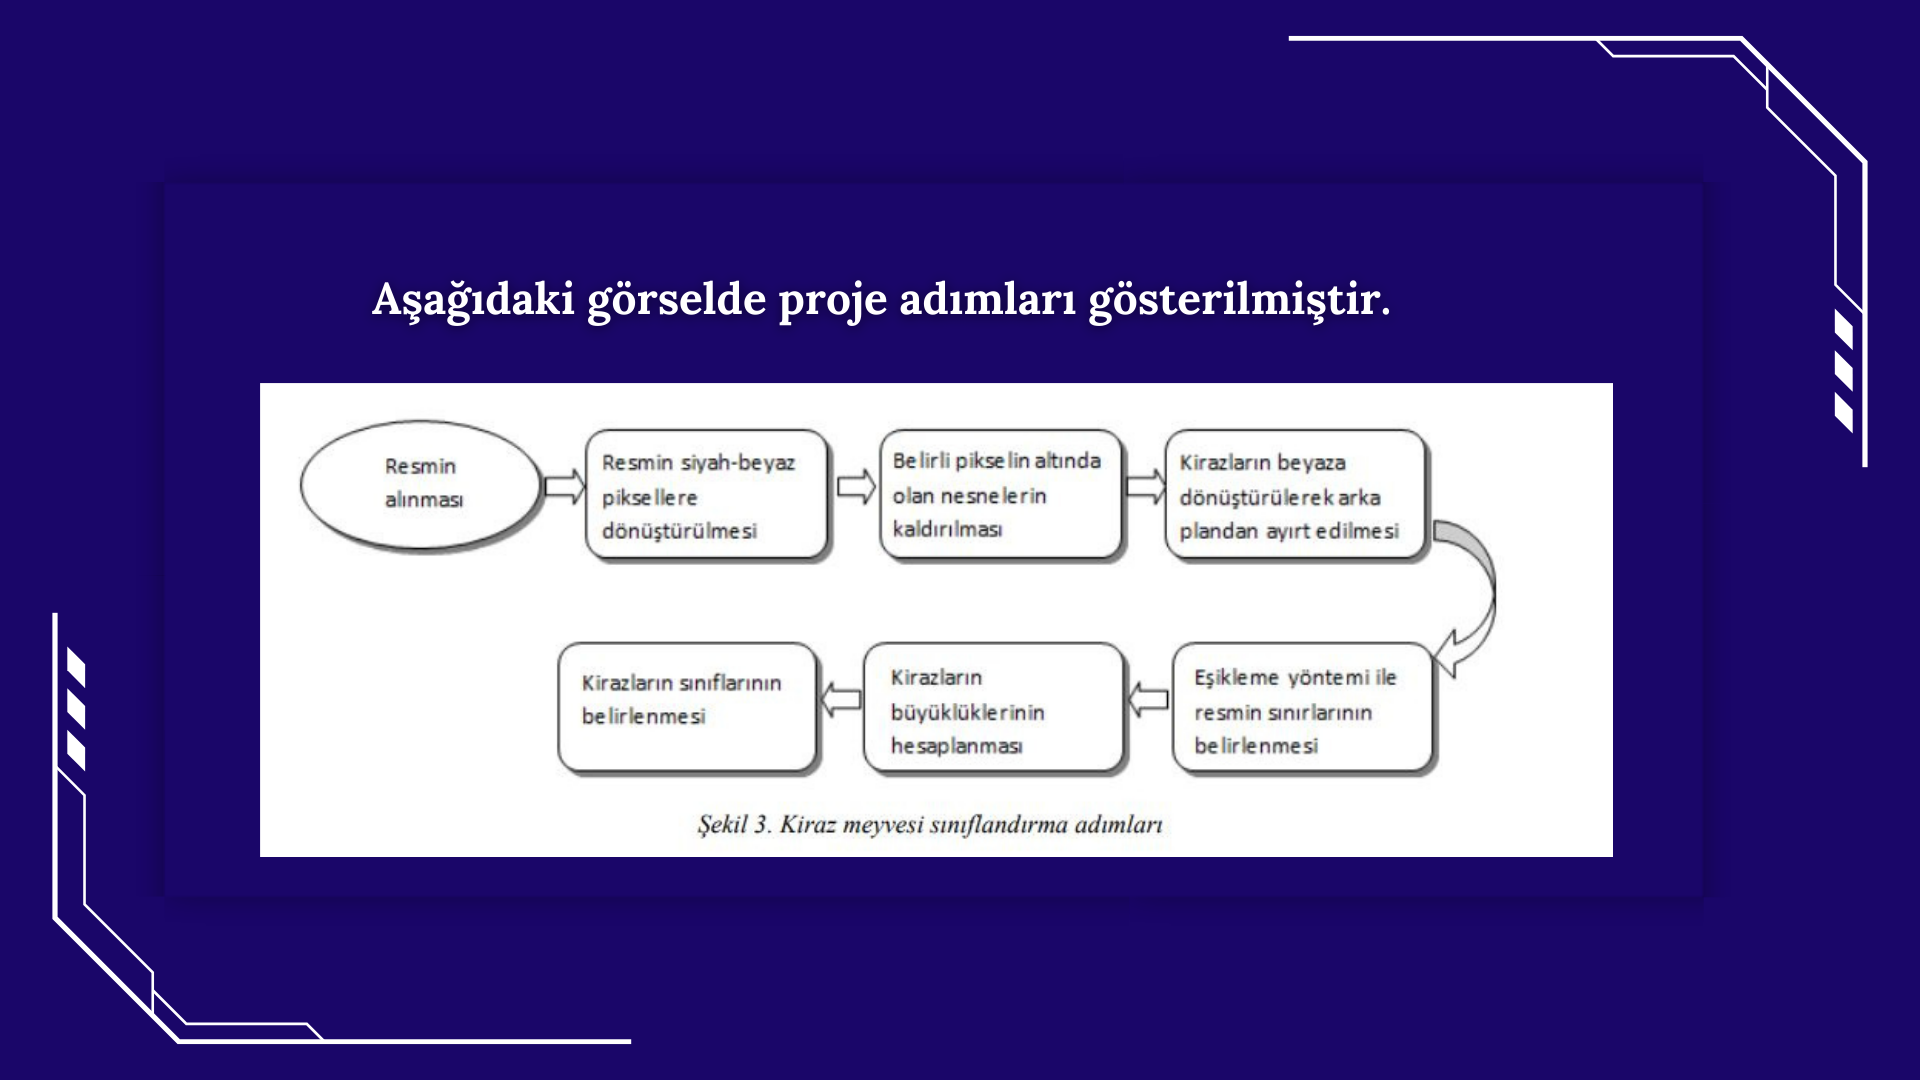 Aşağıdaki görselde proje adımları gösterilmiştir.
Resmin
alınması
Resmin siyah-beyaz
piksellere
dönüştürülmesi
Belirli pikselin altında
olan nesnelerin
kaldırılması
Kirazların beyaza
dönüştürülerek arka
plandan ayırt edilmesi
Eşikleme yöntemi ile
resmin sınırlarının
belirlenmesi
Kirazların
büyüklüklerinin
hesaplanması
Kirazların sınıflarının
belirlenmesi
Şekil 3. Kiraz meyvesi sınıflandırma adımları